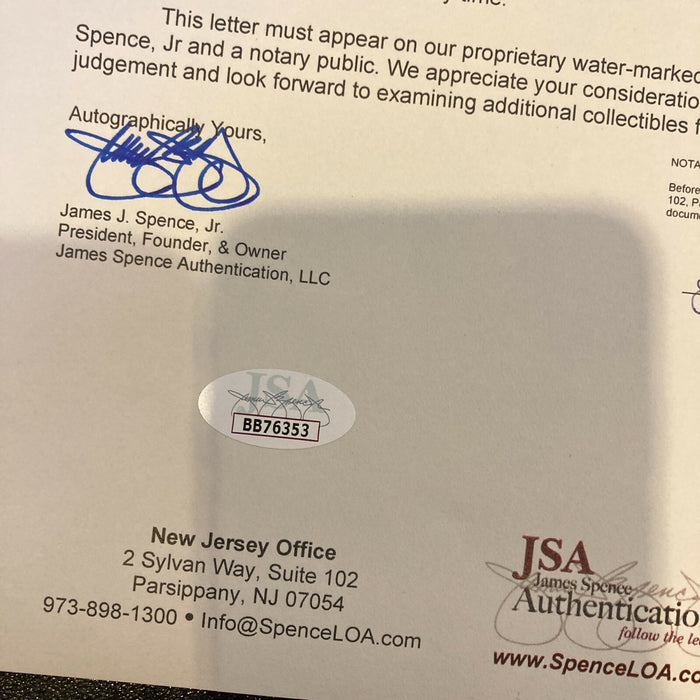 time.
This letter must appear on our proprietary water-marked
Spence, Jr and a notary public. We appreciate your consideratio
judgement and look forward to examining additional collectibles f
Autographically Yours,
James J. Spence, Jr.
President, Founder, & Owner
James Spence Authentication, LLC
NOTA
Before
102, P
docum
JSA
BB76353
New Jersey Office
2 Sylvan Way, Suite 102
Parsippany, NJ 07054
973-898-1300 • Info@SpenceLOA.com
JSA
James Spence
Authenticatio
follow the le
www.SpenceLOA.co